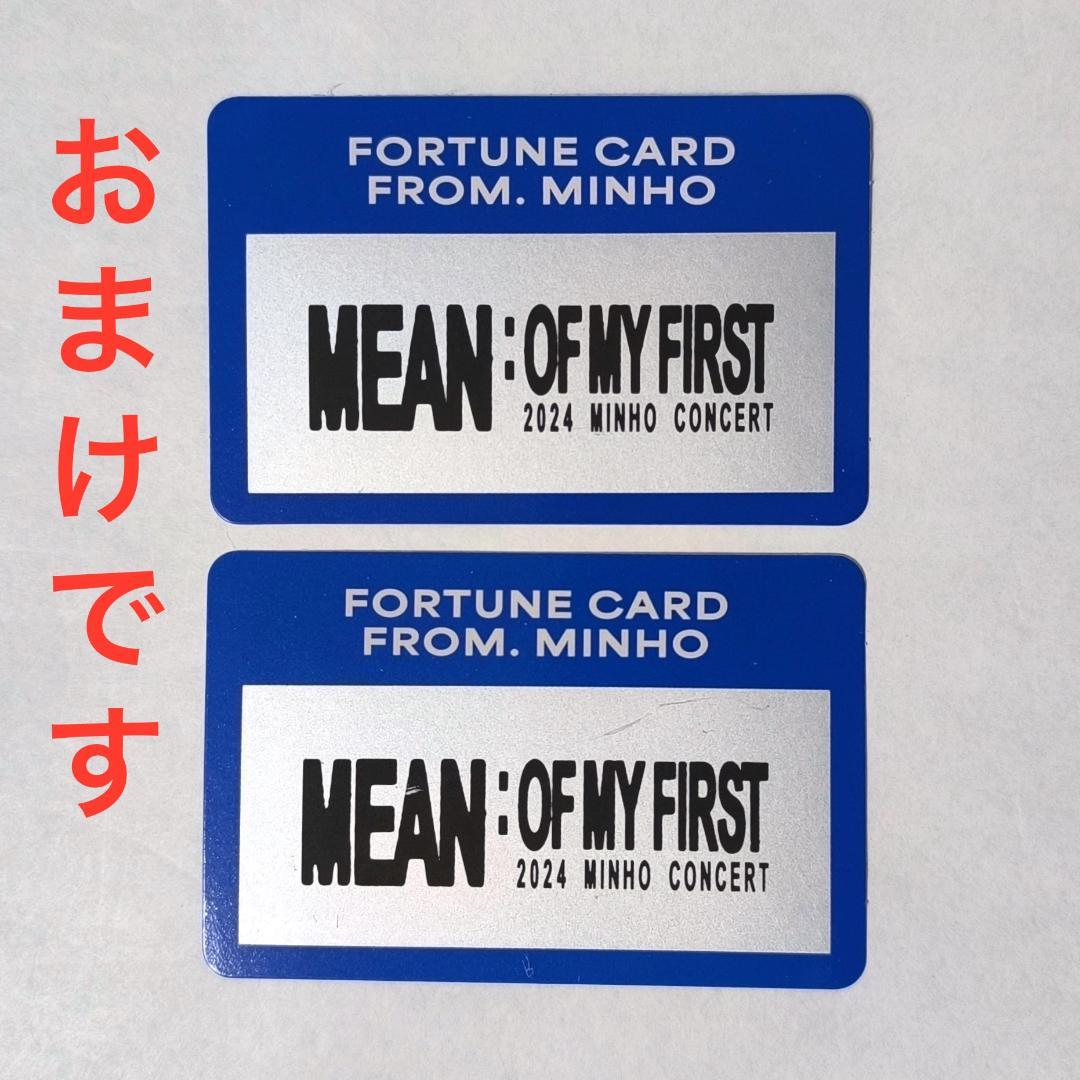 おまけです
FORTUNE CARD
FROM. MINHO
MEAN : OF MY FIRST
2024 MINHO CONCERT
FORTUNE CARD
FROM. MINHO
MEAN : OF MY FIRST
2024 MINHO CONCERT